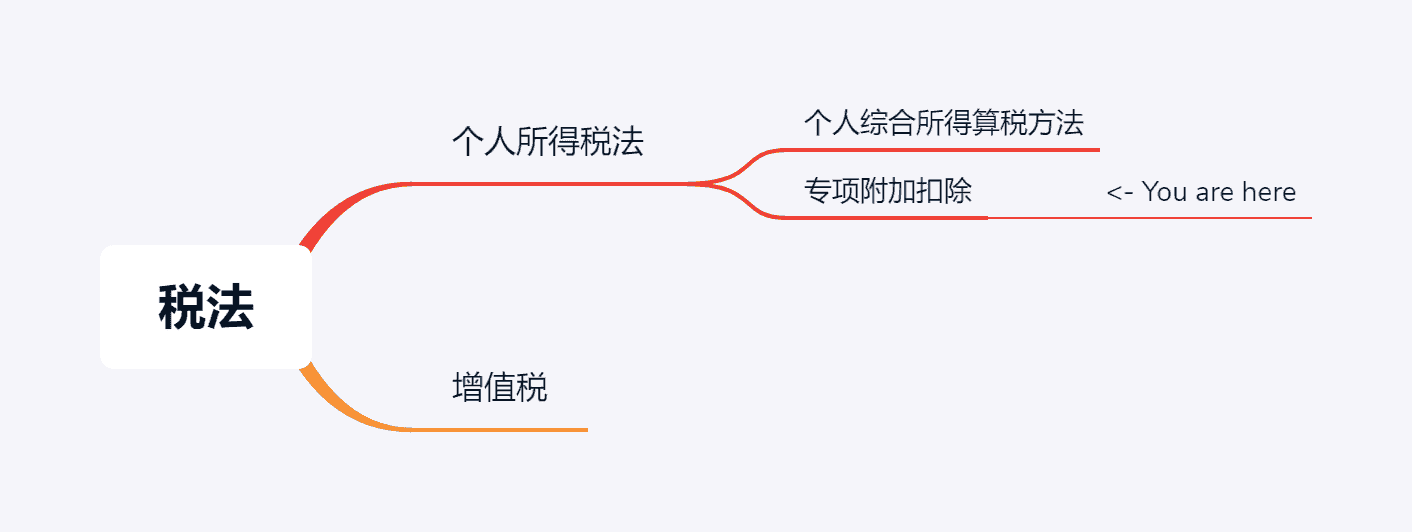 税法
个人所得税法
个人综合所得算税方法
专项附加扣除
<- You are here
增值税